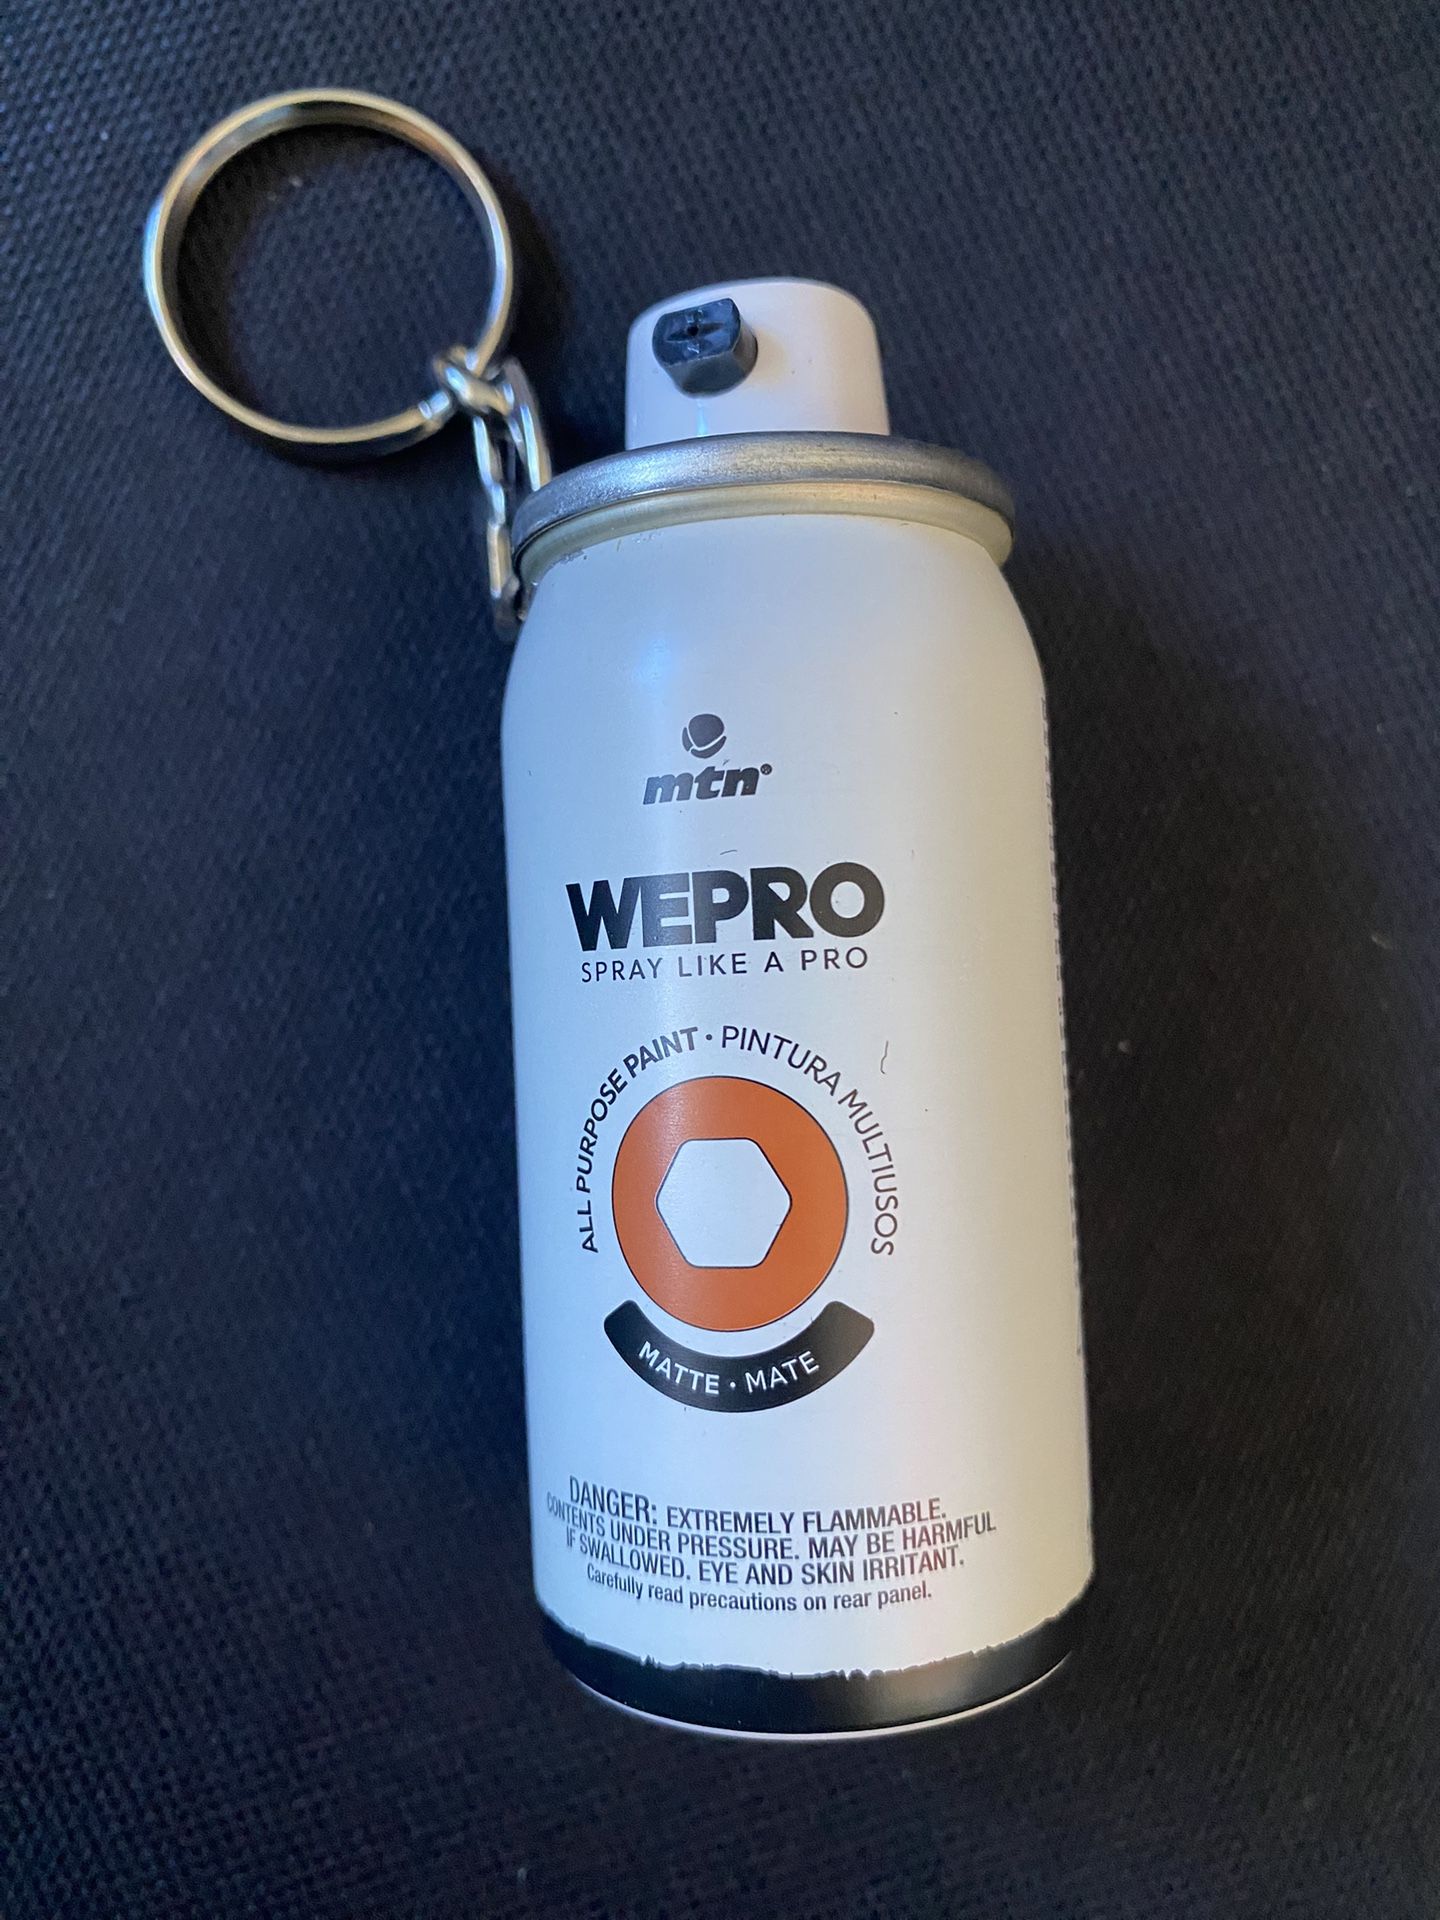 mtn®
WEPRO
SPRAY LIKE A PRO
ALL PURPOSE PAINT · PINTURA MULTIUSOS
MATTE · MATE
DANGER: EXTREMELY FLAMMABLE.
CONTENTS UNDER PRESSURE. MAY BE HARMFUL
IF SWALLOWED. EYE AND SKIN IRRITANT.
Carefully read precautions on rear panel.